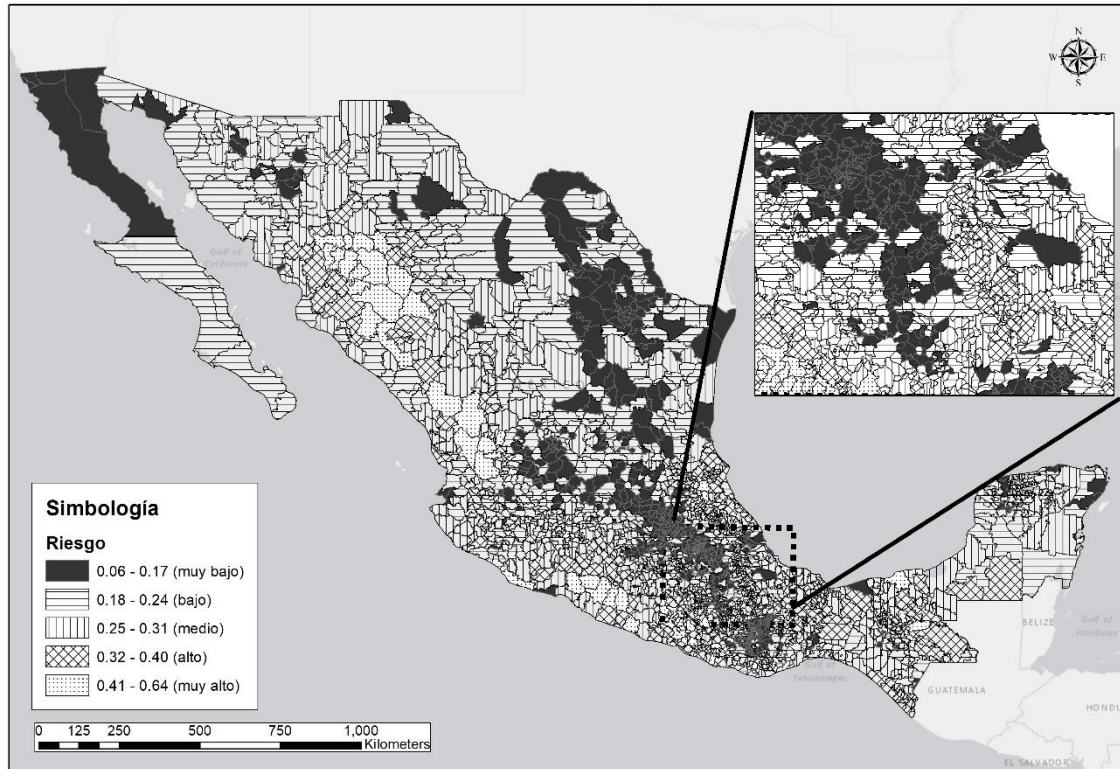 N
W E
S
Gulf of
California
Simbología
Riesgo
0.06 - 0.17 (muy bajo)
0.18 - 0.24 (bajo)
0.25 - 0.31 (medio)
0.32 - 0.40 (alto)
0.41 - 0.64 (muy alto)
0 125 250 500 750 1,000
Kilometers
BELIZE
Gulf of
Honduras
Gulf of
Tehuantepec
GUATEMALA
HONDU
EL SALVADOR